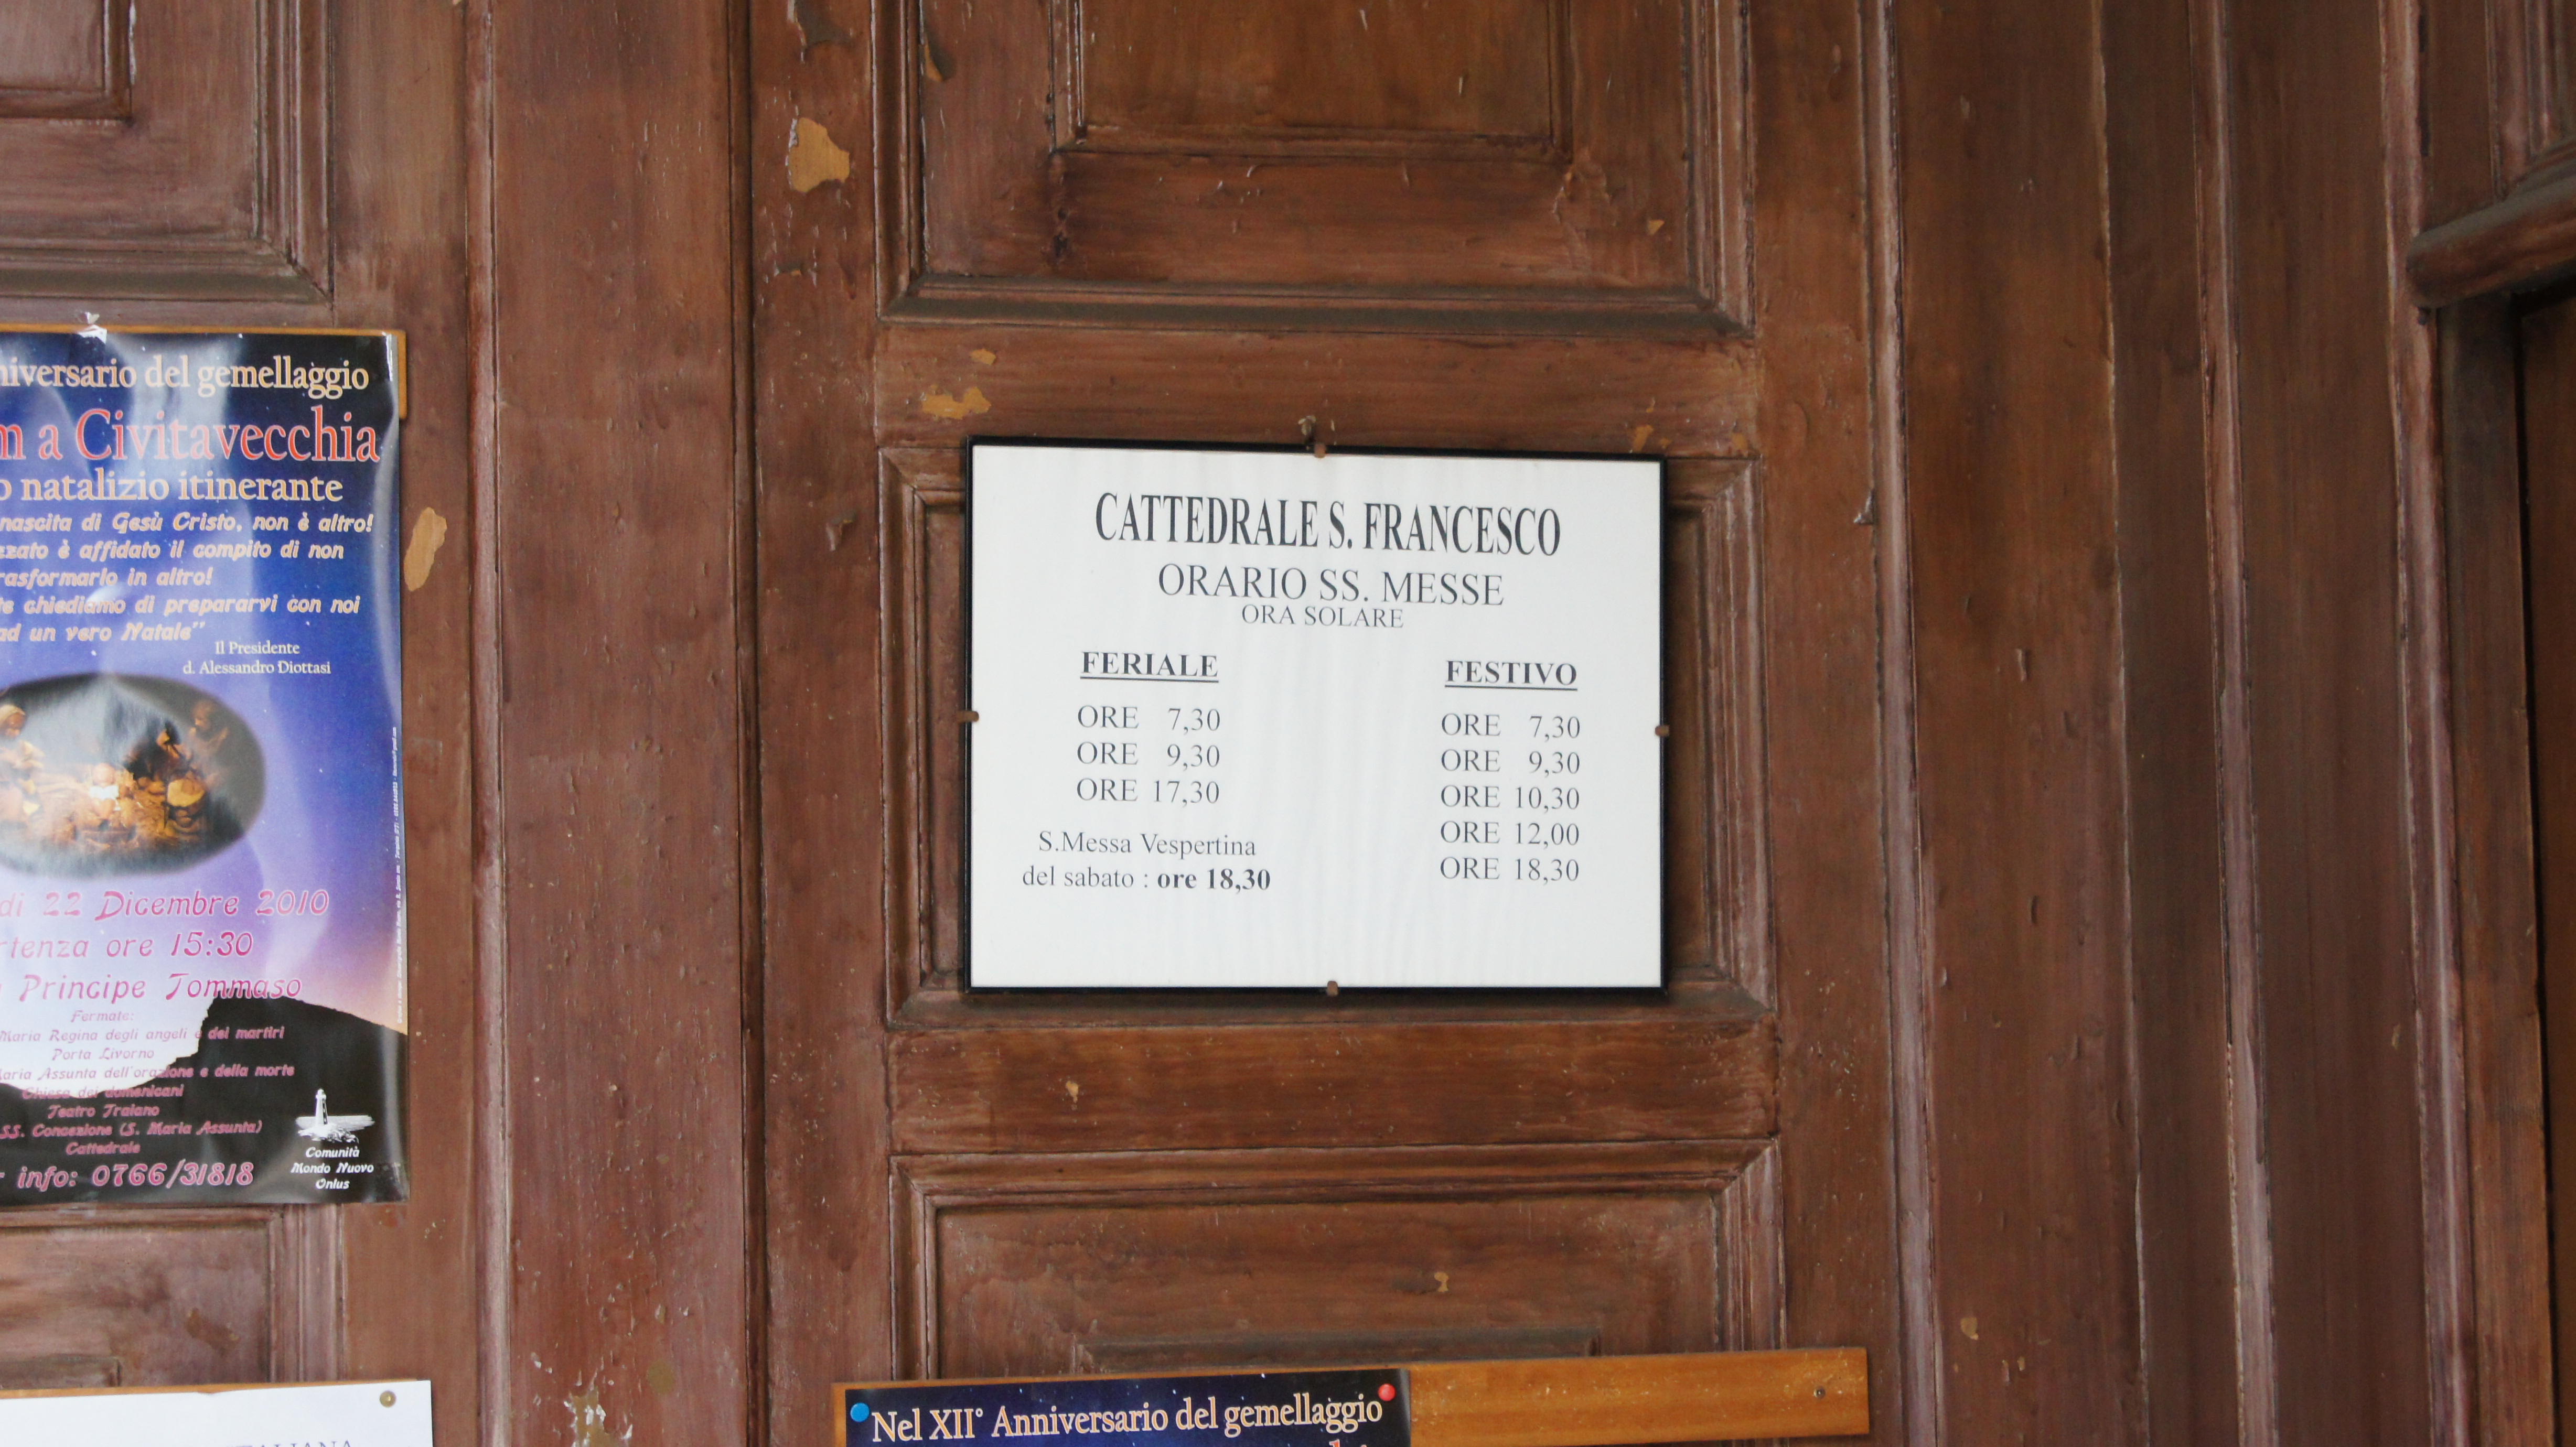 del gemellaggio
a Civitavecchia
natalizio itinerante
nascita di Gesù Cristo, non è altro!
è affidato il compito di non
in altro!
chiediamo di prepararvi con noi
ad un vero Natale"
Il Presidente
d. Alessandro Diottasi
22 Dicembre 2010
ore 15:30
Principe Tommaso
Fermate:
Maria Regina degli angeli e dei martiri
Porta Livorno
Assunta dell'orazione e della morte
Chiesa dei domenicani
Teatro Traiano
SS. Concezione (S. Maria Assunta)
Cattedrale
info: 0766/31818
Comunità
Mondo Nuovo
Onlus
CATTEDRALE S. FRANCESCO
ORARIO SS. MESSE
ORA SOLARE
FERIALE
ORE 7,30
ORE 9,30
ORE 17,30
S.Messa Vespertina
del sabato : ore 18,30
FESTIVO
ORE 7,30
ORE 9,30
ORE 10,30
ORE 12,00
ORE 18,30
Nel XII° Anniversario del gemellaggio